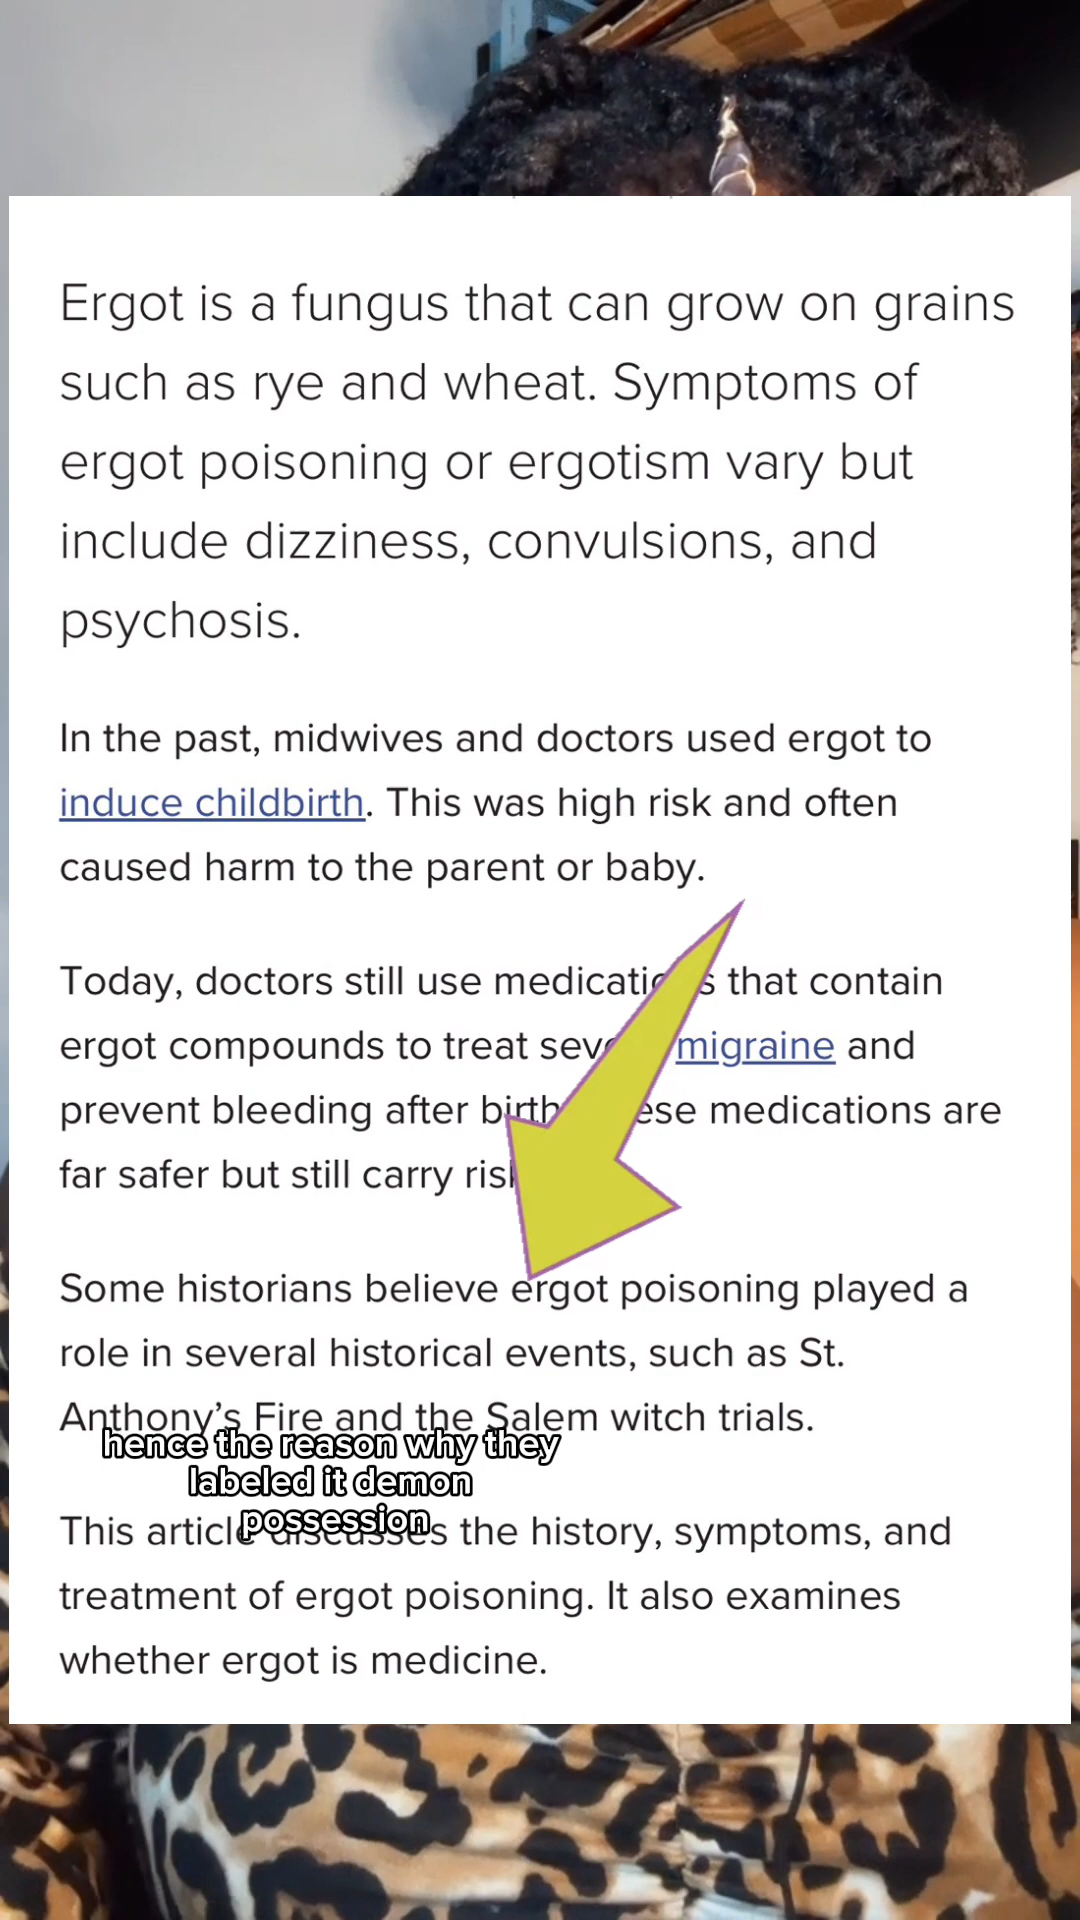 Ergot is a fungus that can grow on grains
such as rye and wheat. Symptoms of
ergot poisoning or ergotism vary but
include dizziness, convulsions, and
psychosis.
In the past, midwives and doctors used ergot to
induce childbirth. This was high risk and often
caused harm to the parent or baby.
Today, doctors still use medications that contain
ergot compounds to treat severe migraine and
prevent bleeding after birth. These medications are
far safer but still carry risk
Some historians believe ergot poisoning played a
role in several historical events, such as St.
Anthony's Fire and the Salem witch trials.
hence the reason why they
labeled it demon
possession
This article discusses the history, symptoms, and
treatment of ergot poisoning. It also examines
whether ergot is medicine.